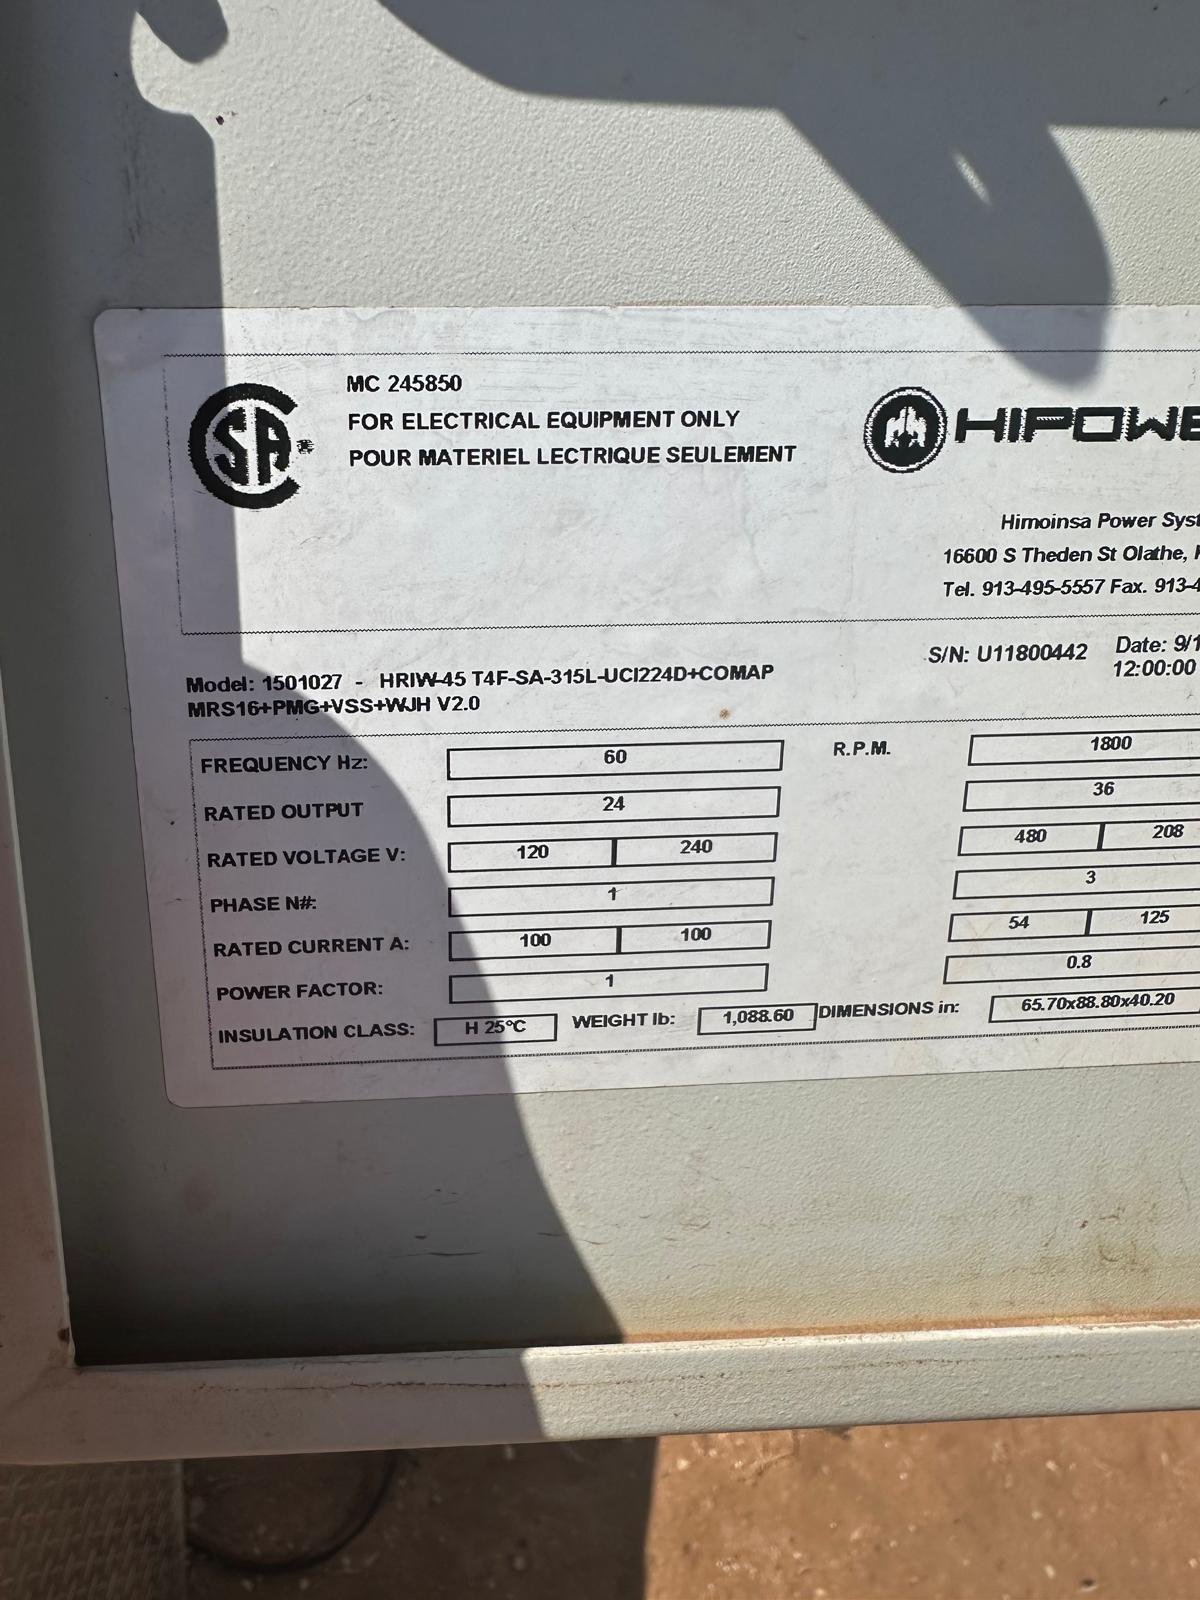 MC 245850
FOR ELECTRICAL EQUIPMENT ONLY
POUR MATERIEL LECTRIQUE SEULEMENT
SA
HIPOWE
Himoinsa Power Syst
16600 S Theden St Olathe,
Tel. 913-495-5557 Fax. 913-4
S/N: U11800442 Date: 9/1
12:00:00
Model: 1501027 - HRIW-45 T4F-SA-315L-UCI224D+COMAP
MRS16+PMG+VSS+WJH V2.0
FREQUENCY Hz: 60 R.P.M. 1800
RATED OUTPUT 24 36
RATED VOLTAGE V: 120 240 480 208
PHASE N#: 1 3
RATED CURRENT A: 100 100 54 125
POWER FACTOR: 1 0.8
INSULATION CLASS: H 25°C WEIGHT lb: 1,088.60 DIMENSIONS in: 65.70x88.80x40.20